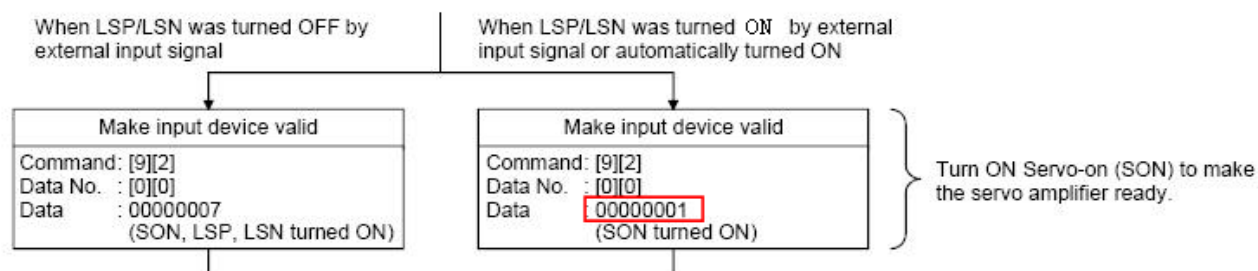 When LSP/LSN was turned OFF by
external input signal
When LSP/LSN was turned ON by external
input signal or automatically turned ON
Make input device valid
Command: [9][2]
Data No. : [0][0]
Data : 00000007
(SON, LSP, LSN turned ON)
Make input device valid
Command: [9][2]
Data No. : [0][0]
Data : 00000001
(SON turned ON)
Turn ON Servo-on (SON) to make
the servo amplifier ready.